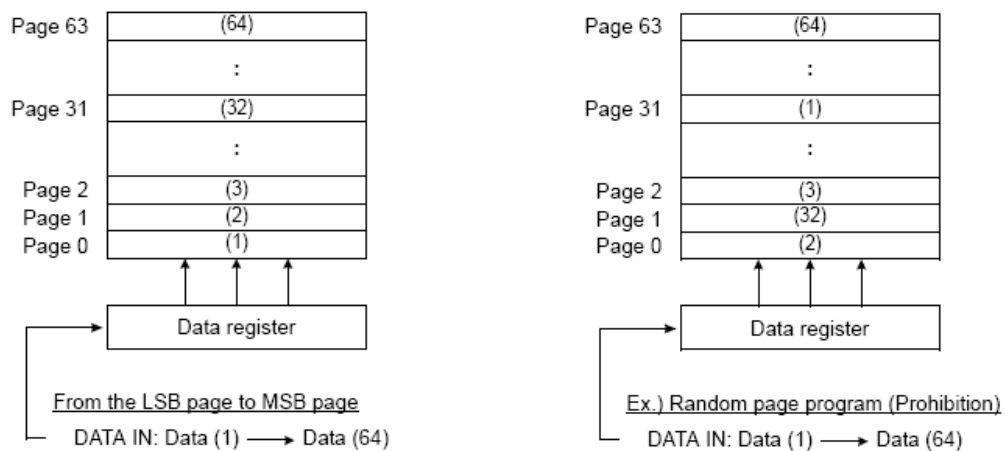 Page 63 (64)
:
Page 31 (32)
:
Page 2 (3)
Page 1 (2)
Page 0 (1)
Data register
From the LSB page to MSB page
DATA IN: Data (1) → Data (64)
Page 63 (64)
:
Page 31 (1)
:
Page 2 (3)
Page 1 (32)
Page 0 (2)
Data register
Ex.) Random page program (Prohibition)
DATA IN: Data (1) → Data (64)